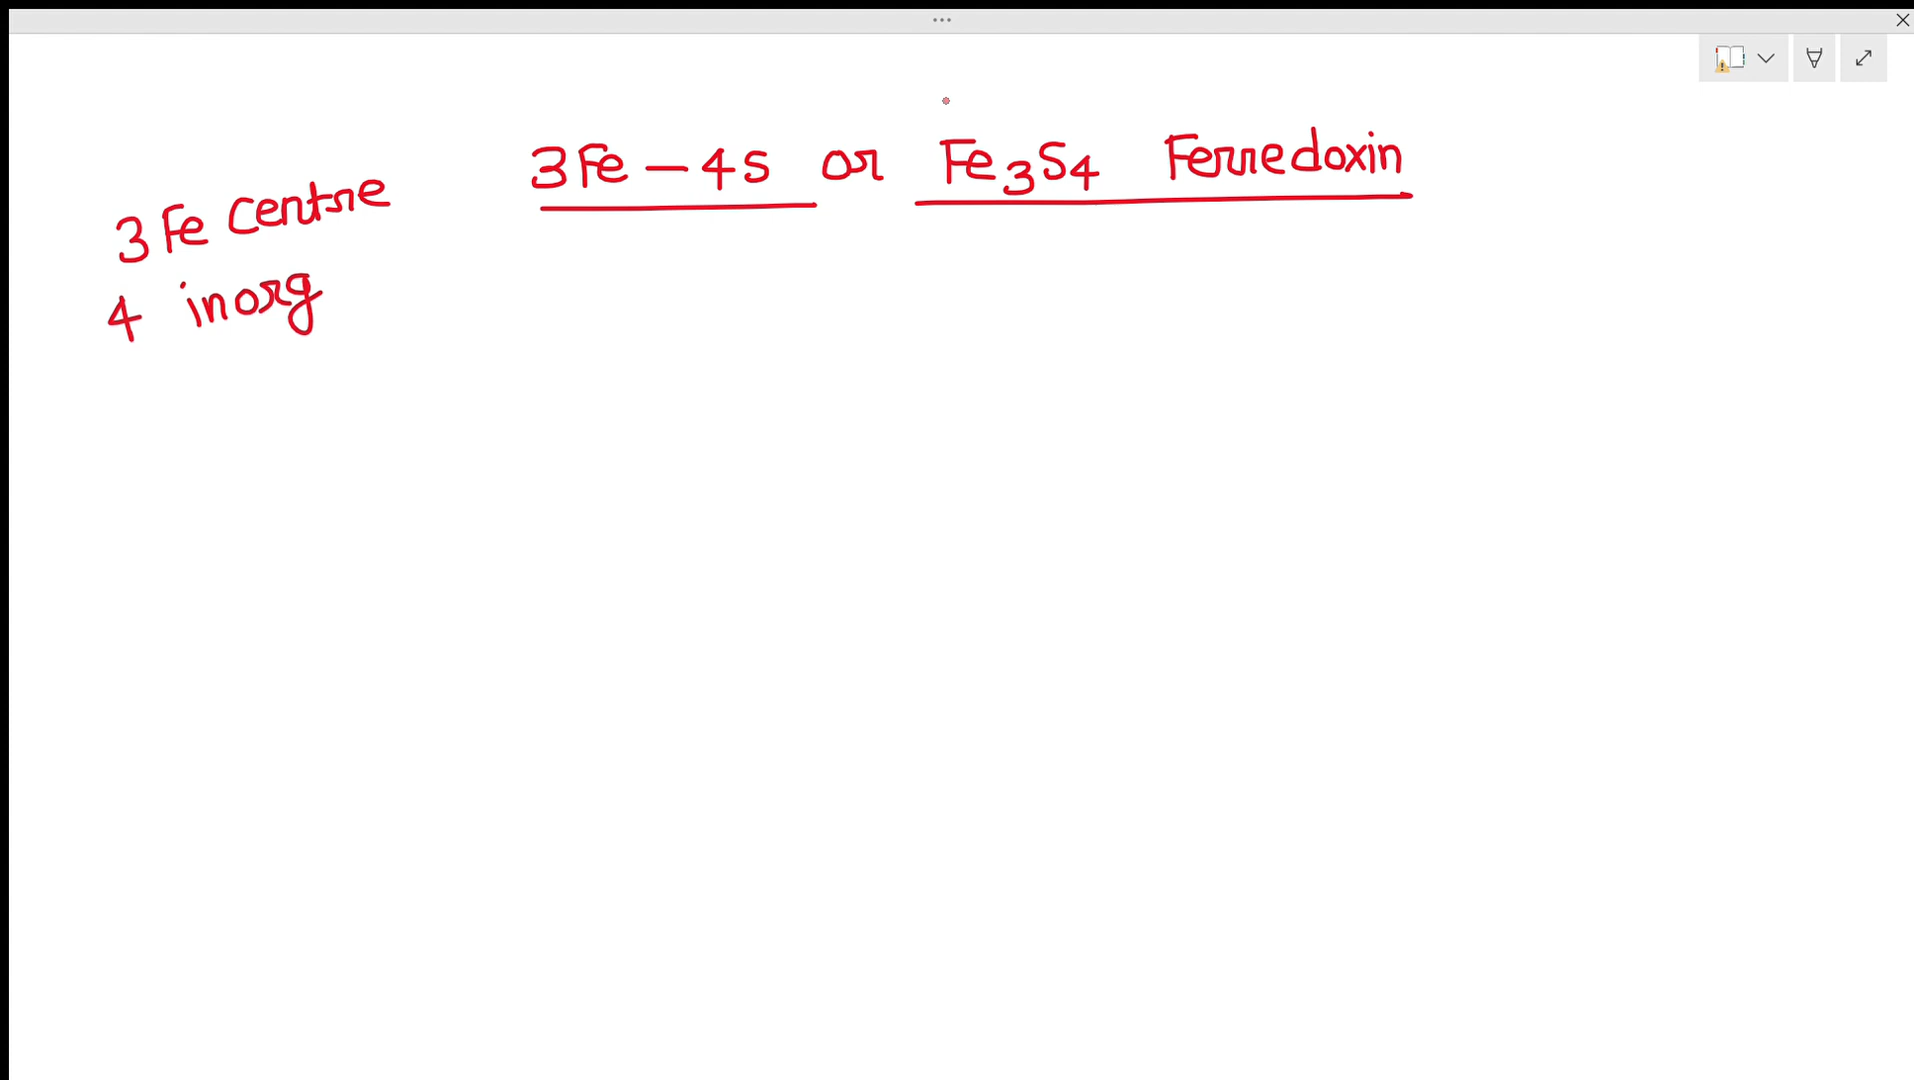 3Fe – 4s or Fe₃S₄ Ferredoxin
3 Fe centre
4 inorg